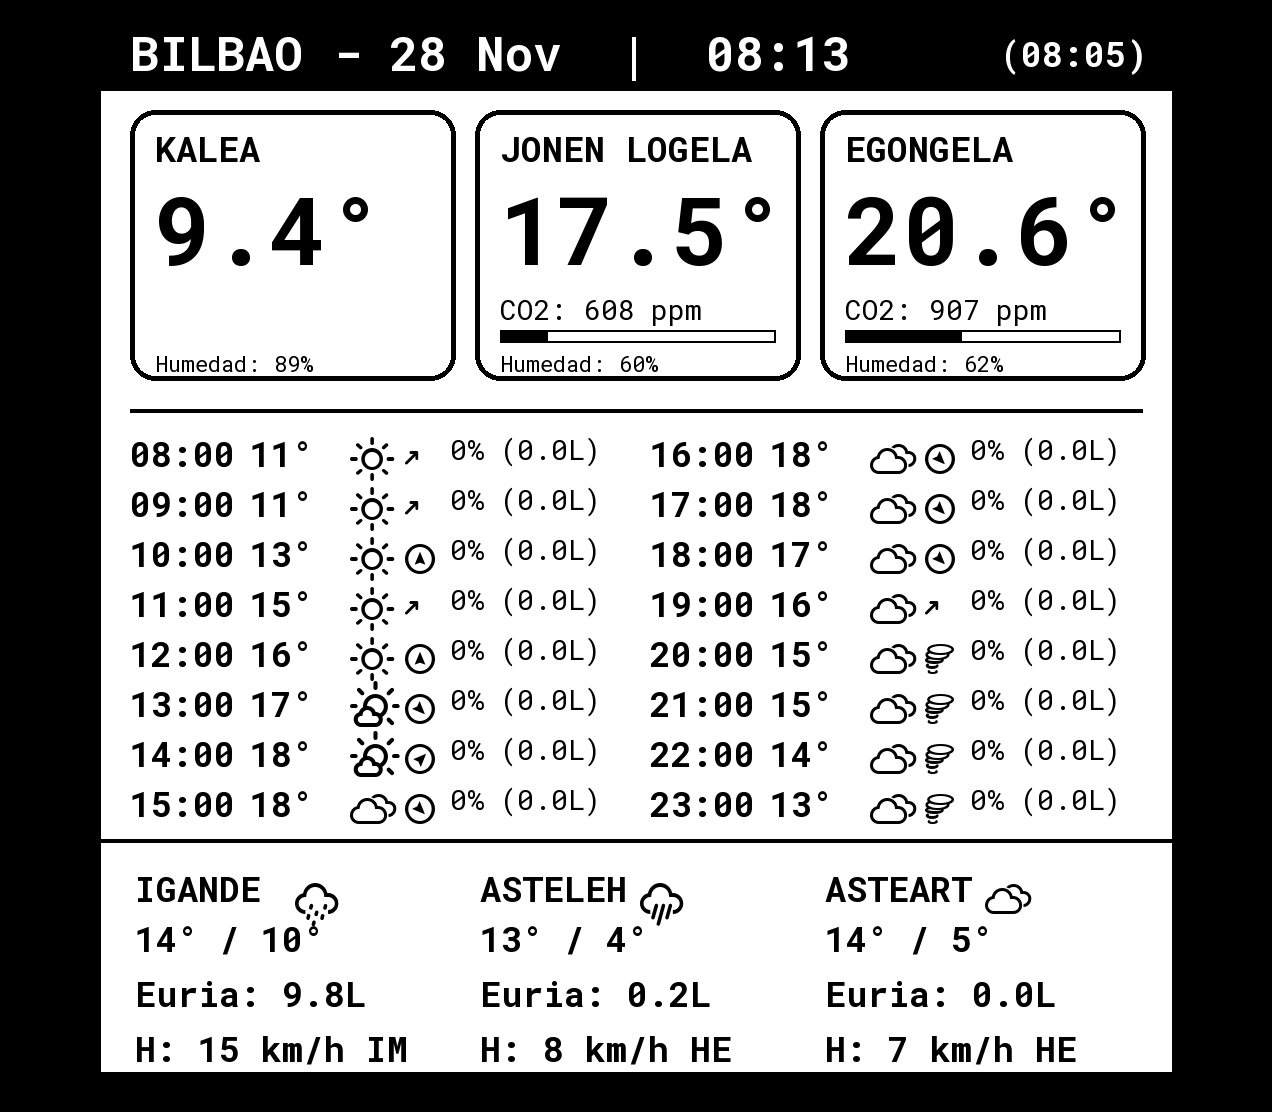 BILBAO - 28 Nov | 08:13 (08:05)
KALEA
9.4°
Humedad: 89%
JONEN LOGELA
17.5°
CO2: 608 ppm
Humedad: 60%
EGONGELA
20.6°
CO2: 907 ppm
Humedad: 62%
08:00 11° 0% (0.0L)
09:00 11° 0% (0.0L)
10:00 13° 0% (0.0L)
11:00 15° 0% (0.0L)
12:00 16° 0% (0.0L)
13:00 17° 0% (0.0L)
14:00 18° 0% (0.0L)
15:00 18° 0% (0.0L)
16:00 18° 0% (0.0L)
17:00 18° 0% (0.0L)
18:00 17° 0% (0.0L)
19:00 16° 0% (0.0L)
20:00 15° 0% (0.0L)
21:00 15° 0% (0.0L)
22:00 14° 0% (0.0L)
23:00 13° 0% (0.0L)
IGANDE
14° / 10°
Euria: 9.8L
H: 15 km/h IM
ASTELEH
13° / 4°
Euria: 0.2L
H: 8 km/h HE
ASTEART
14° / 5°
Euria: 0.0L
H: 7 km/h HE